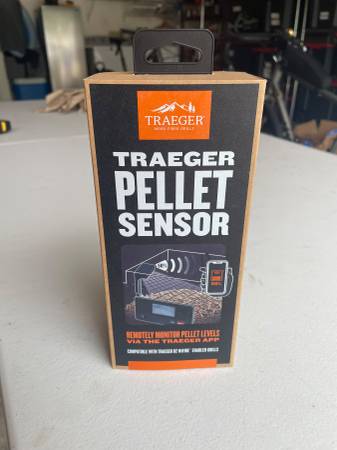 TRAEGER
WOOD FIRED GRILLS
TRAEGER
PELLET
SENSOR
REMOTELY MONITOR PELLET LEVELS
VIA THE TRAEGER APP
COMPATIBLE WITH TRAEGER D2 WIFIRE ENABLED GRILLS